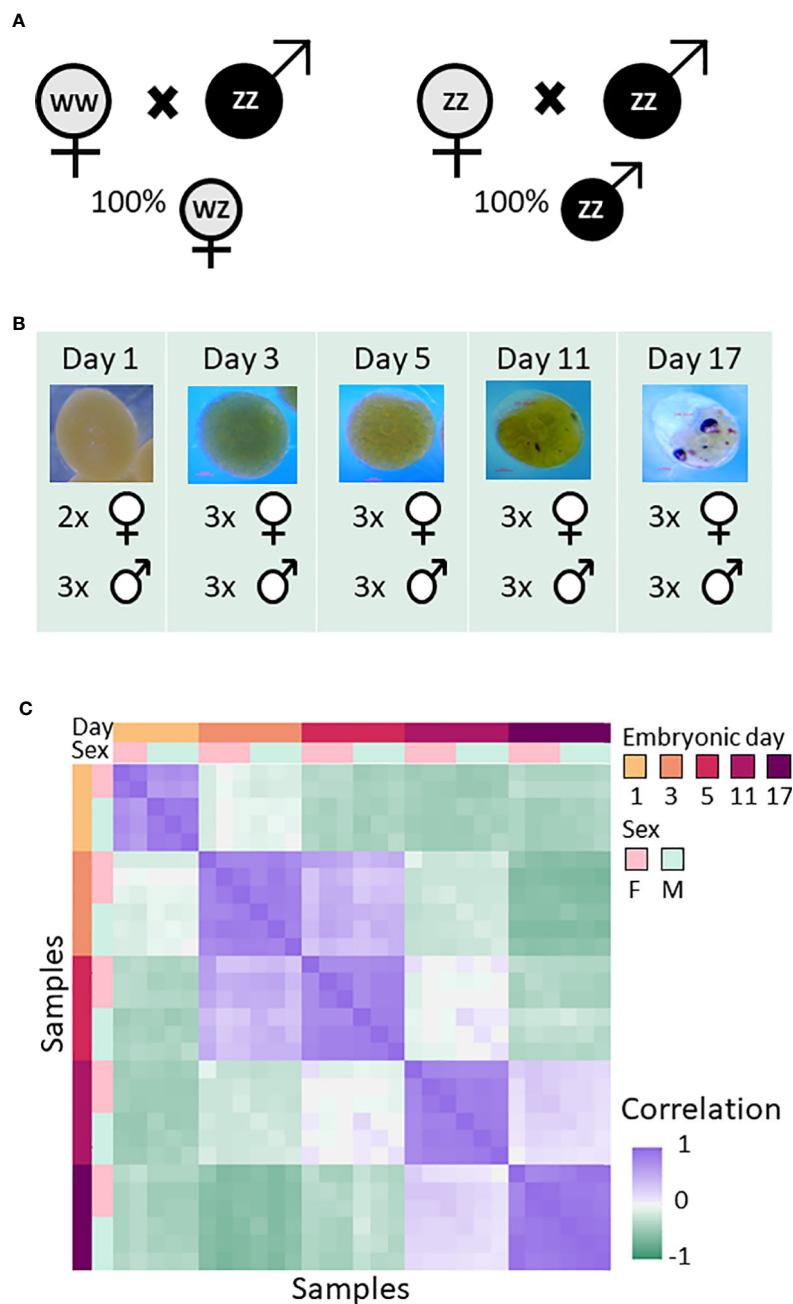 A
WW
ZZ
ZZ
ZZ
100%
WZ
100%
ZZ
B
Day 1
Day 3
Day 5
Day 11
Day 17
2x
3x
3x
3x
3x
3x
3x
3x
3x
3x
C
Day
Sex
Embryonic day
1 3 5 11 17
Sex
F M
Samples
Correlation
1
0
-1
Samples